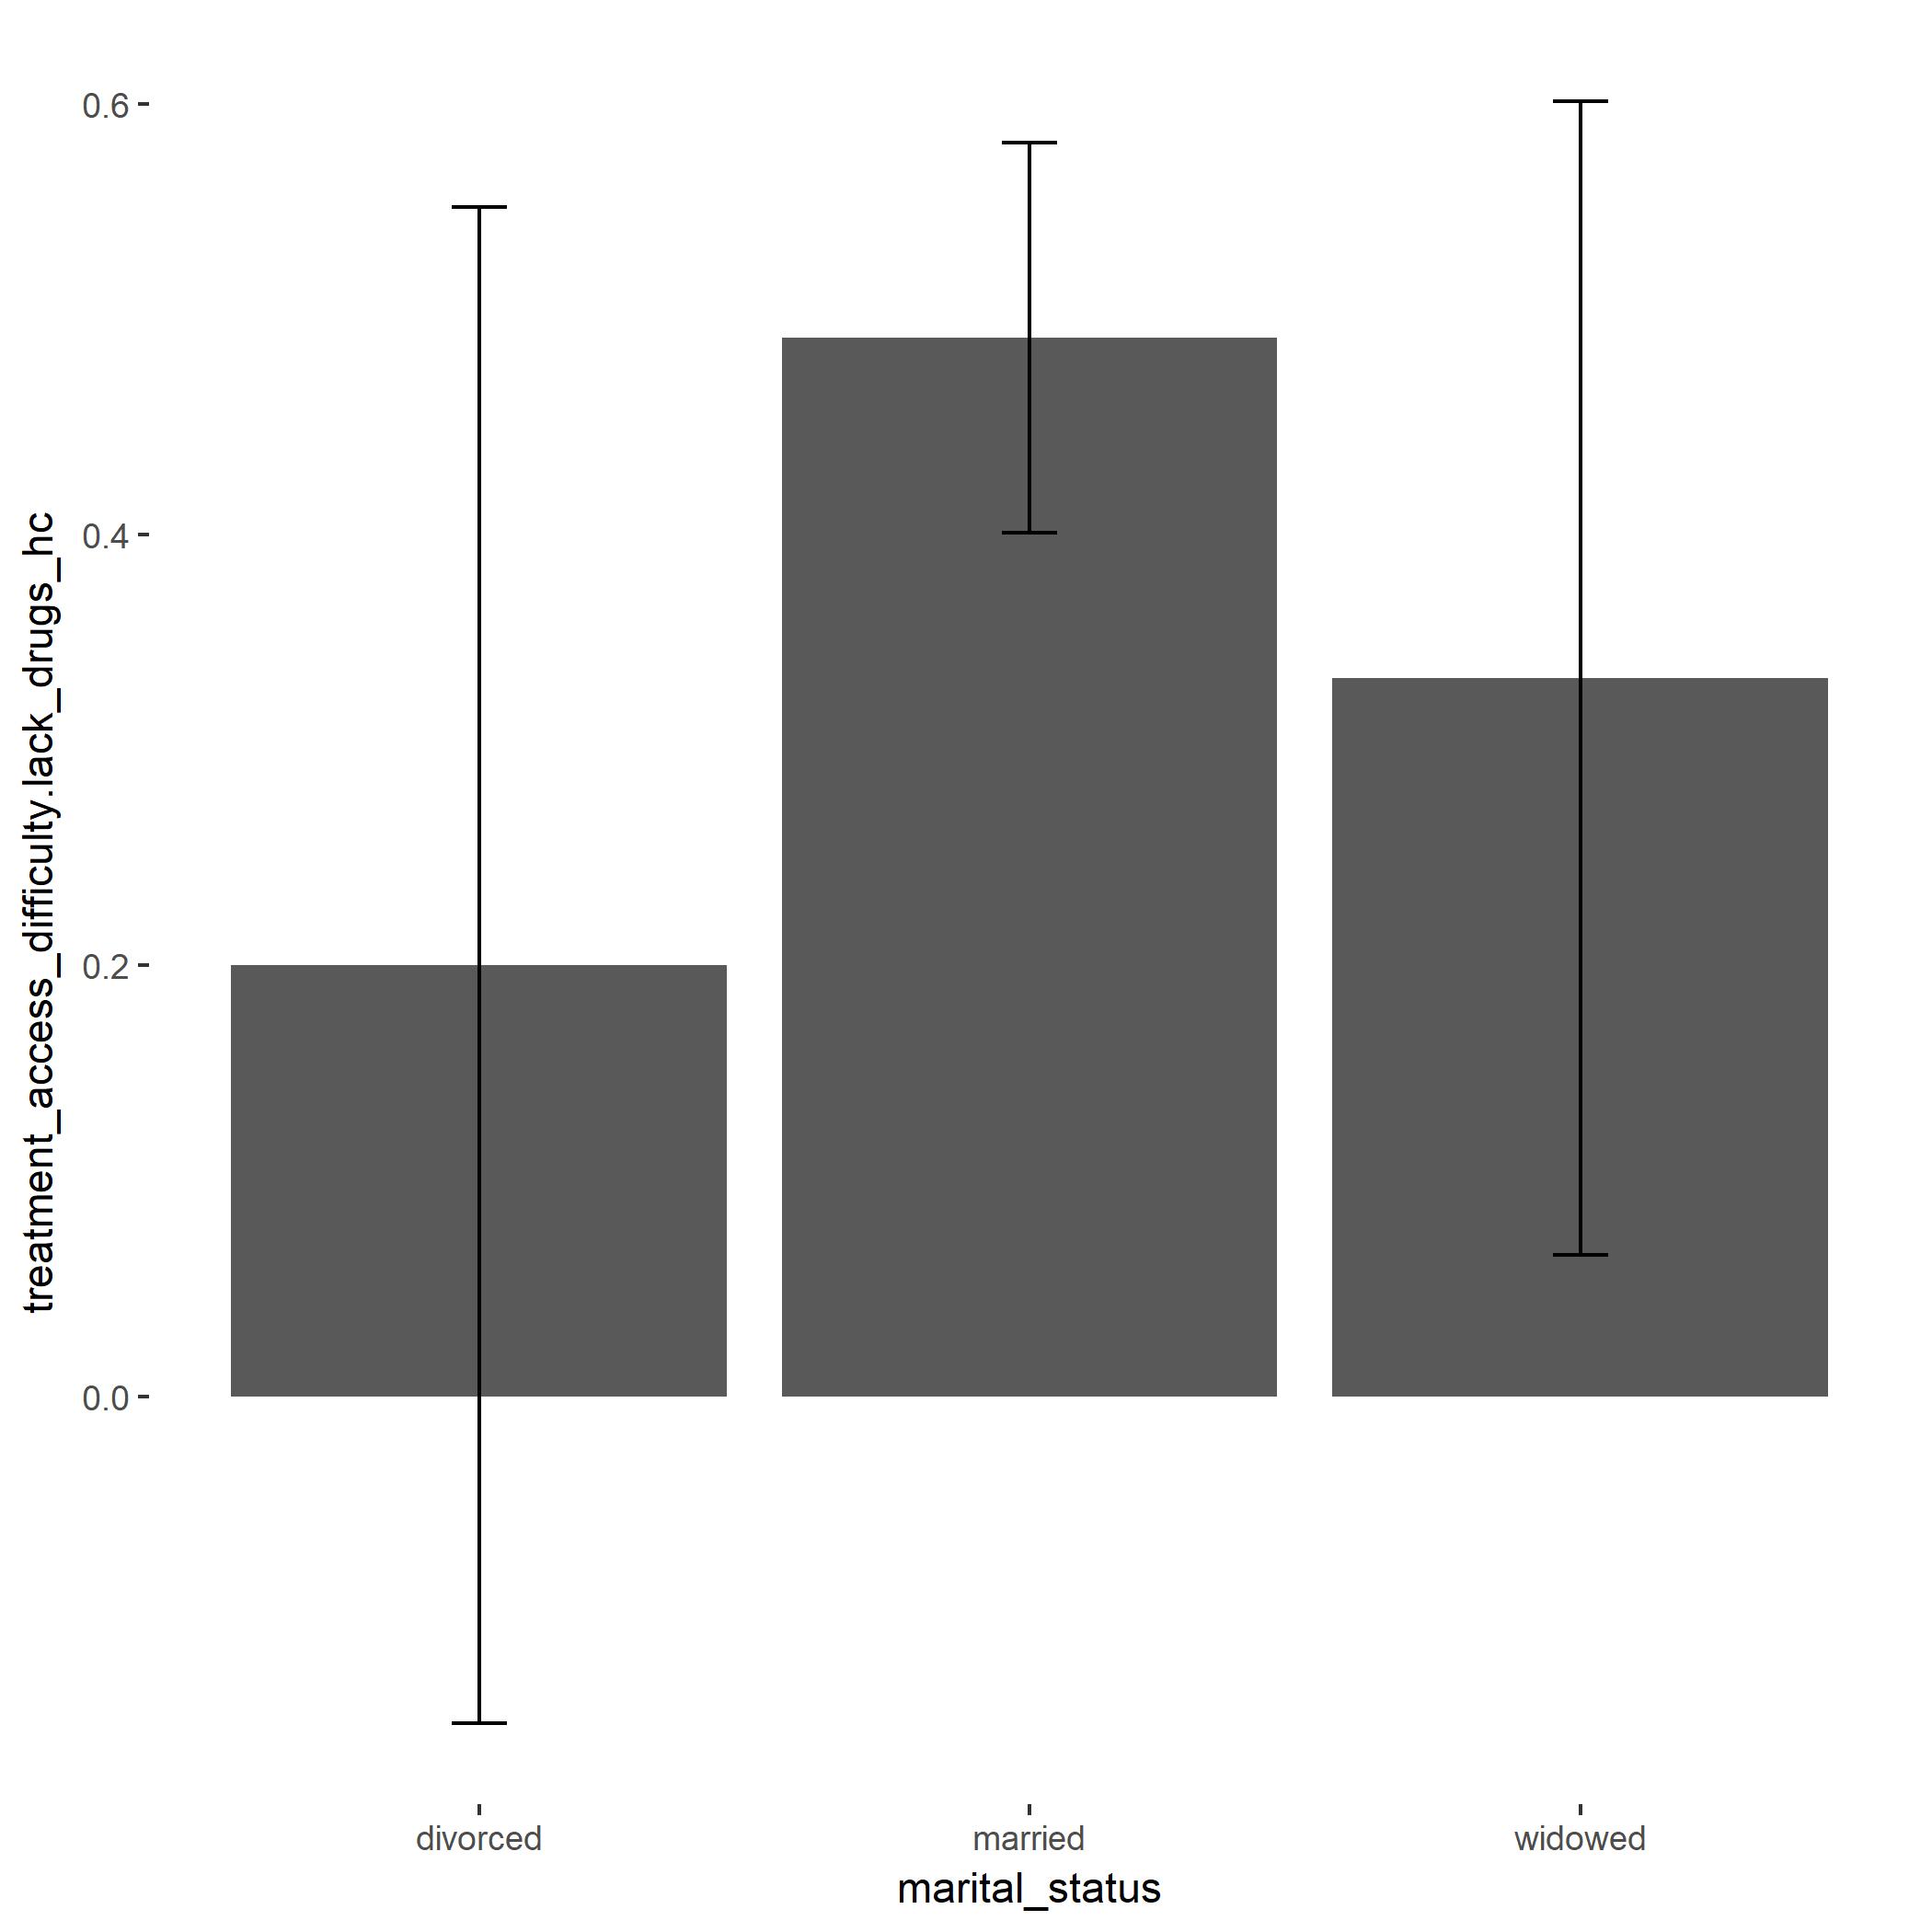 0.6
0.4
0.2
0.0
treatment_access_difficulty.lack_drugs_hc
divorced
married
widowed
marital_status